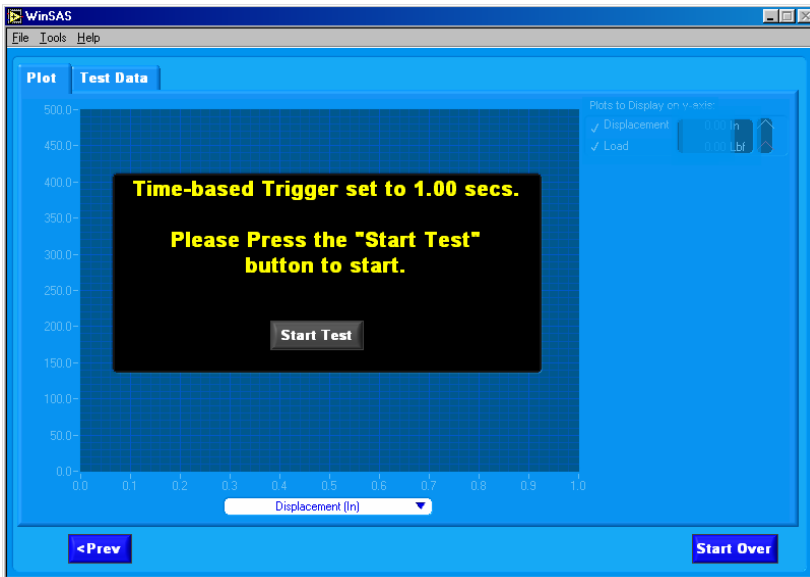 WinSAS
File Tools Help
Plot Test Data
Plots to Display on y-axis:
Displacement 0.00 In
Load 0.00 Lbf
500.0
450.0
400.0
350.0
300.0
250.0
200.0
150.0
100.0
50.0
0.0
Time-based Trigger set to 1.00 secs.
Please Press the "Start Test"
button to start.
Start Test
0.0 0.1 0.2 0.3 0.4 0.5 0.6 0.7 0.8 0.9 1.0
Displacement (In)
<Prev Start Over